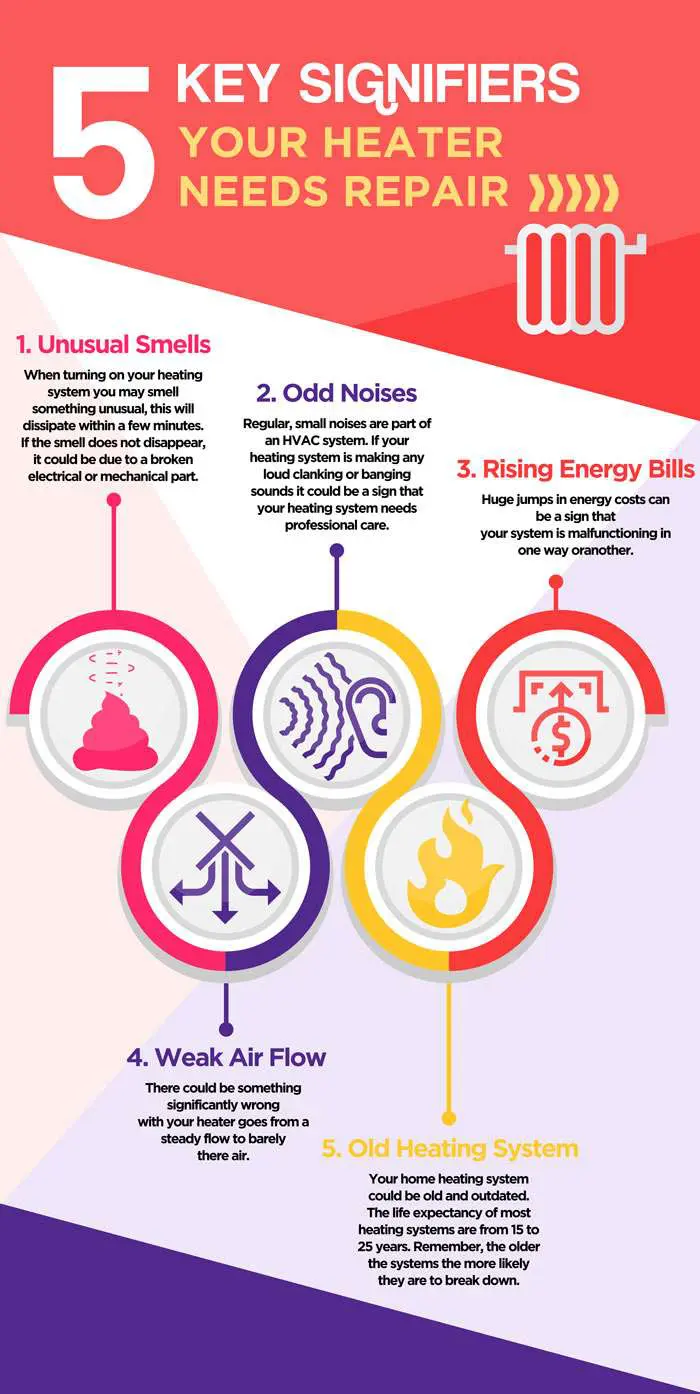 5
KEY SIGNIFIERS
YOUR HEATER
NEEDS REPAIR
1. Unusual Smells
When turning on your heating
system you may smell
something unusual, this will
dissipate within a few minutes.
If the smell does not disappear,
it could be due to a broken
electrical or mechanical part.
2. Odd Noises
Regular, small noises are part of
an HVAC system. If your
heating system is making any
loud clanking or banging
sounds it could be a sign that
your heating system needs
professional care.
3. Rising Energy Bills
Huge jumps in energy costs can
be a sign that
your system is malfunctioning in
one way oranother.
$
4. Weak Air Flow
There could be something
significantly wrong
with your heater goes from a
steady flow to barely
there air.
5. Old Heating System
Your home heating system
could be old and outdated.
The life expectancy of most
heating systems are from 15 to
25 years. Remember, the older
the systems the more likely
they are to break down.